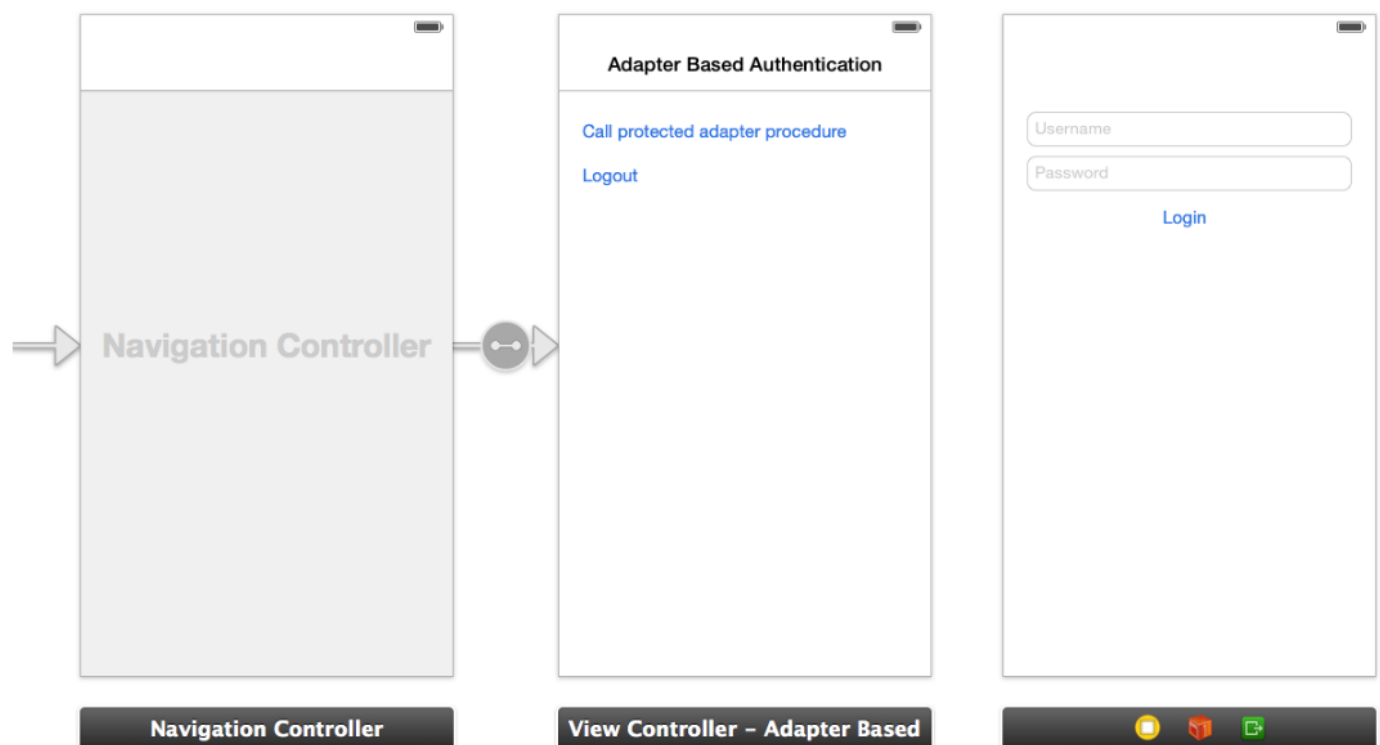 Adapter Based Authentication
Call protected adapter procedure
Logout
Username
Password
Login
Navigation Controller
Navigation Controller
View Controller – Adapter Based